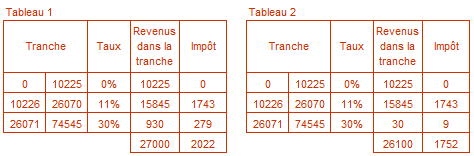 Tableau 1
Tranche Taux Revenus dans la tranche Impôt
0 10225 0% 10225 0
10226 26070 11% 15845 1743
26071 74545 30% 930 279
27000 2022
Tableau 2
Tranche Taux Revenus dans la tranche Impôt
0 10225 0% 10225 0
10226 26070 11% 15845 1743
26071 74545 30% 30 9
26100 1752